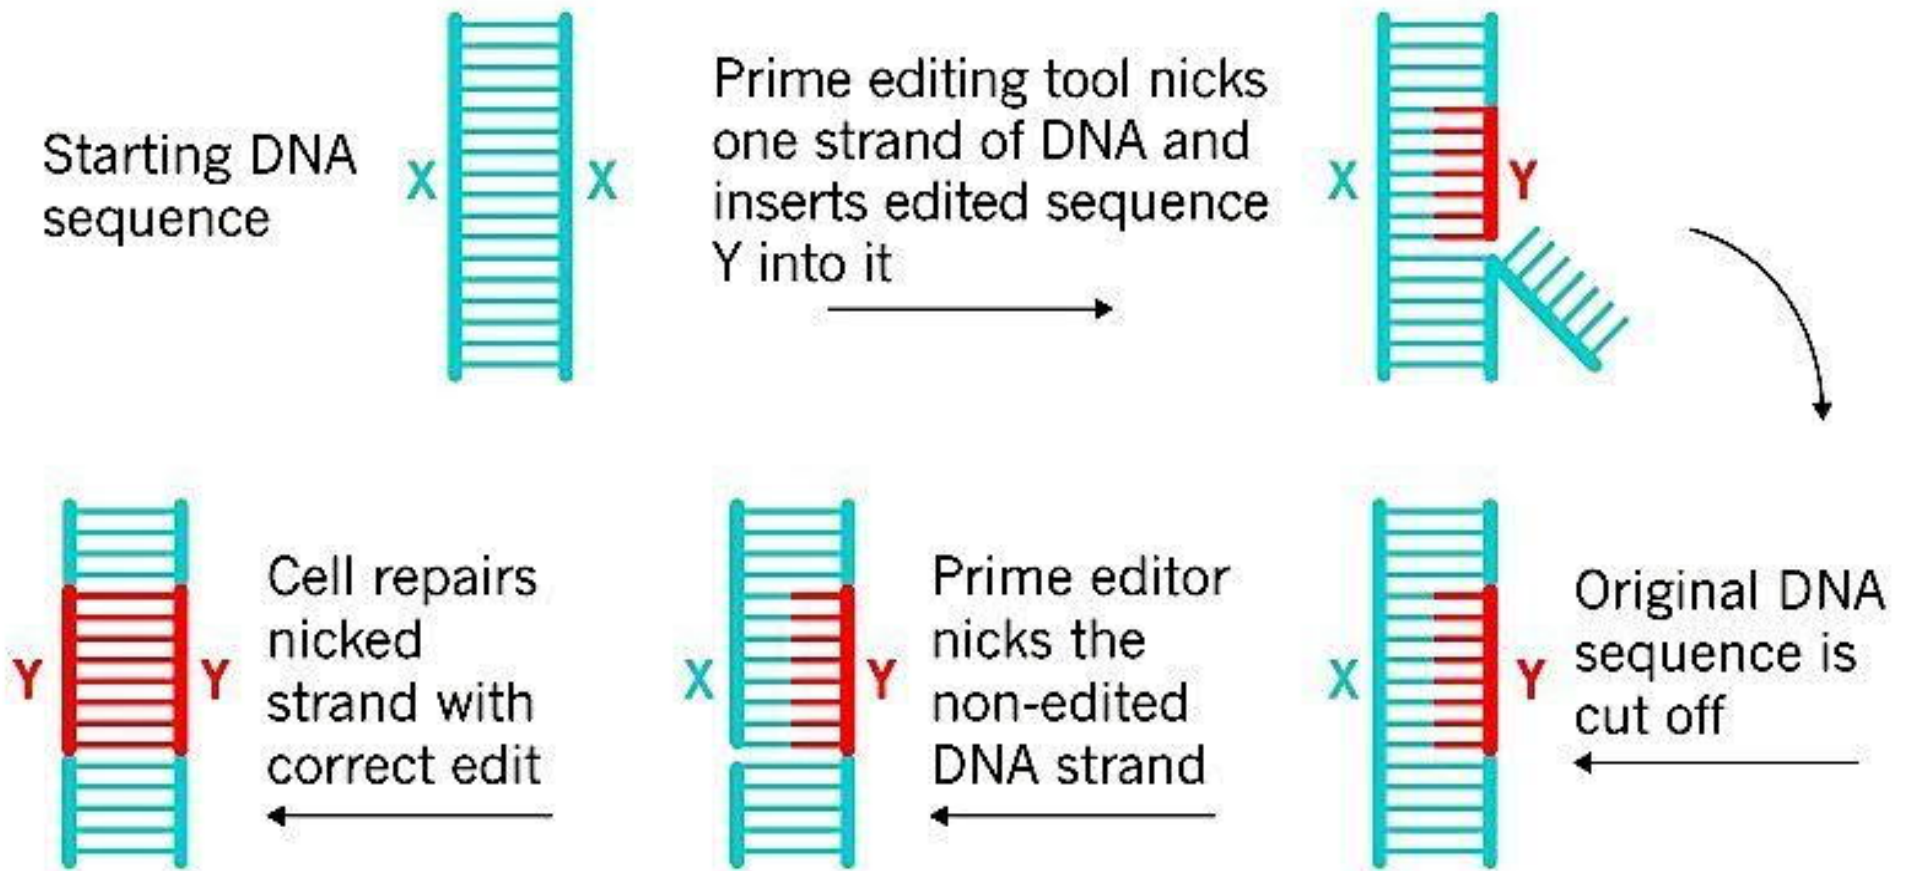 Starting DNA
sequence
X
X
Prime editing tool nicks
one strand of DNA and
inserts edited sequence
Y into it
X
Y
Original DNA
sequence is
cut off
X
Y
Prime editor
nicks the
non-edited
DNA strand
X
Y
Cell repairs
nicked
strand with
correct edit
Y
Y